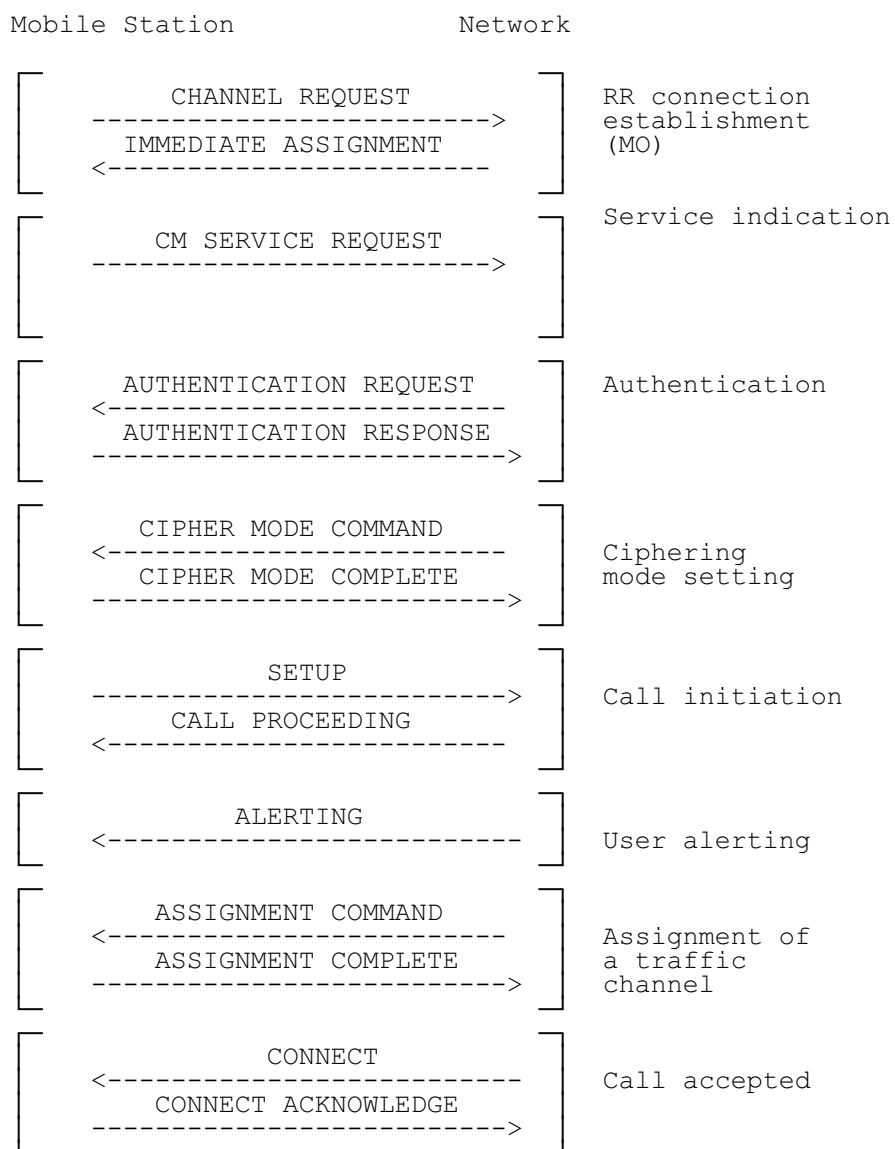 Mobile Station Network
CHANNEL REQUEST RR connection
-------------------------> establishment
IMMEDIATE ASSIGNMENT (MO)
<------------------------
Service indication
CM SERVICE REQUEST
------------------------->
AUTHENTICATION REQUEST Authentication
<-------------------------
AUTHENTICATION RESPONSE
-------------------------->
CIPHER MODE COMMAND
<------------------------- Ciphering
CIPHER MODE COMPLETE mode setting
-------------------------->
SETUP
--------------------------> Call initiation
CALL PROCEEDING
<-------------------------
ALERTING
<-------------------------- User alerting
ASSIGNMENT COMMAND
<------------------------- Assignment of
ASSIGNMENT COMPLETE a traffic
--------------------------> channel
CONNECT
<-------------------------- Call accepted
CONNECT ACKNOWLEDGE
-------------------------->